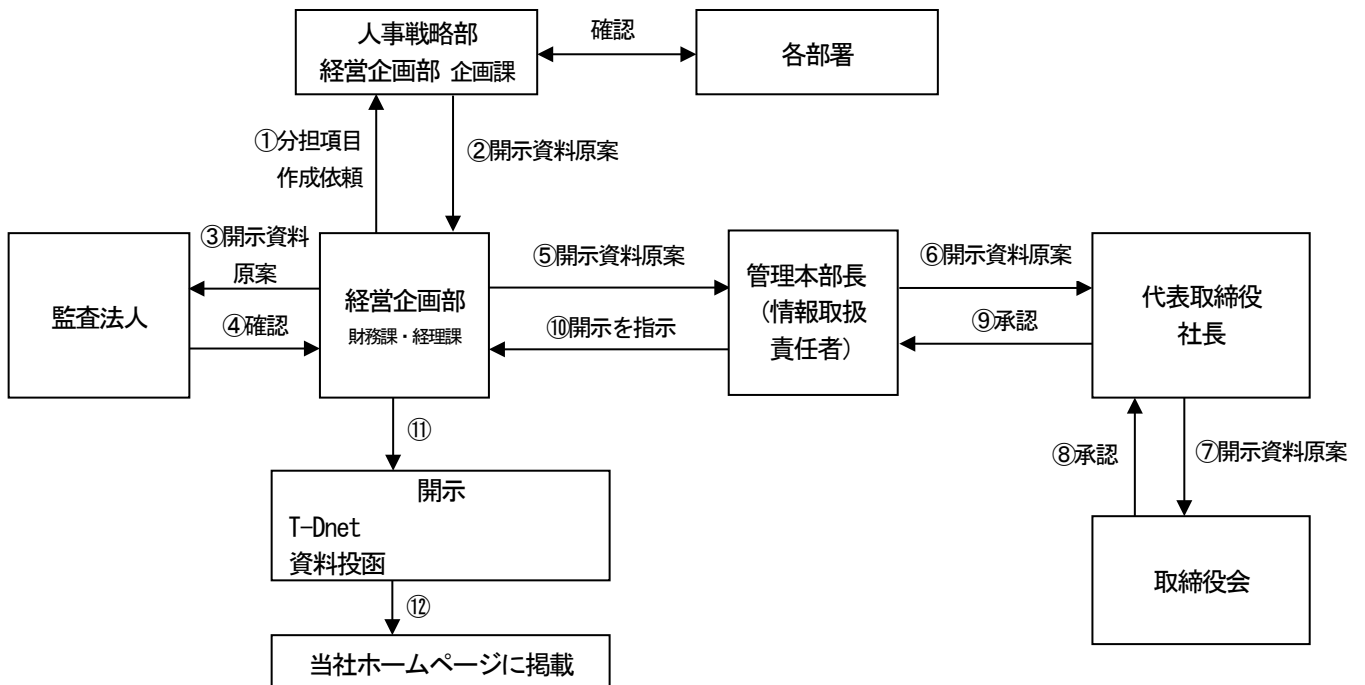 人事戦略部
経営企画部 企画課
確認
各部署
①分担項目
作成依頼
②開示資料原案
③開示資料
原案
④確認
監査法人
経営企画部
財務課・経理課
⑤開示資料原案
⑩開示を指示
管理本部長
（情報取扱
責任者）
⑥開示資料原案
⑨承認
代表取締役
社長
⑧承認
⑦開示資料原案
取締役会
⑪
開示
T-Dnet
資料投函
⑫
当社ホームページに掲載